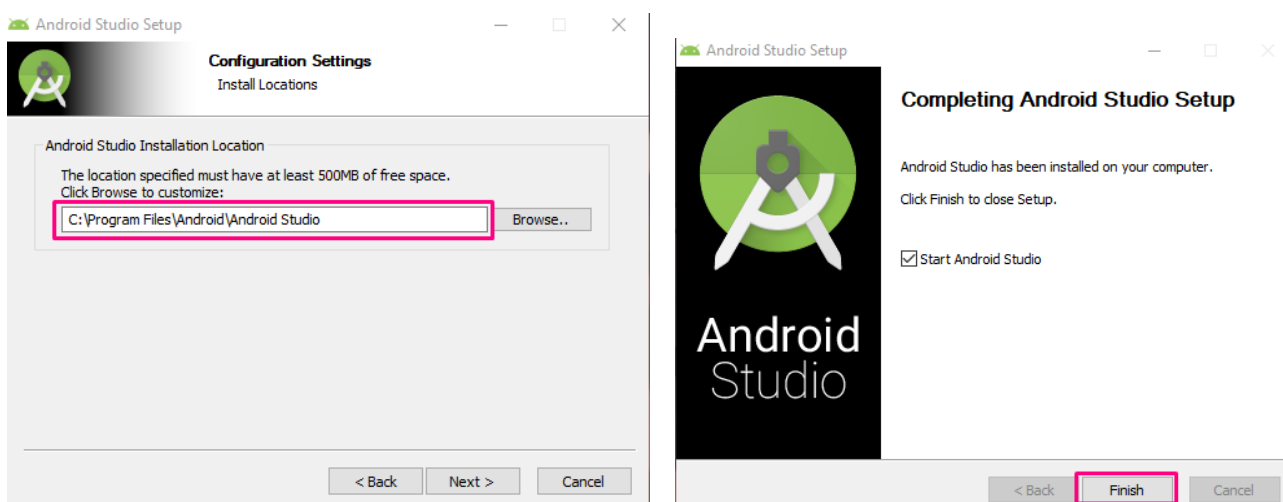 Android Studio Setup
Configuration Settings
Install Locations
Android Studio Installation Location
The location specified must have at least 500MB of free space.
Click Browse to customize:
C:\Program Files\Android\Android Studio
Browse..
< Back
Next >
Cancel
Android Studio Setup
Completing Android Studio Setup
Android Studio has been installed on your computer.
Click Finish to close Setup.
Start Android Studio
Android
Studio
< Back
Finish
Cancel